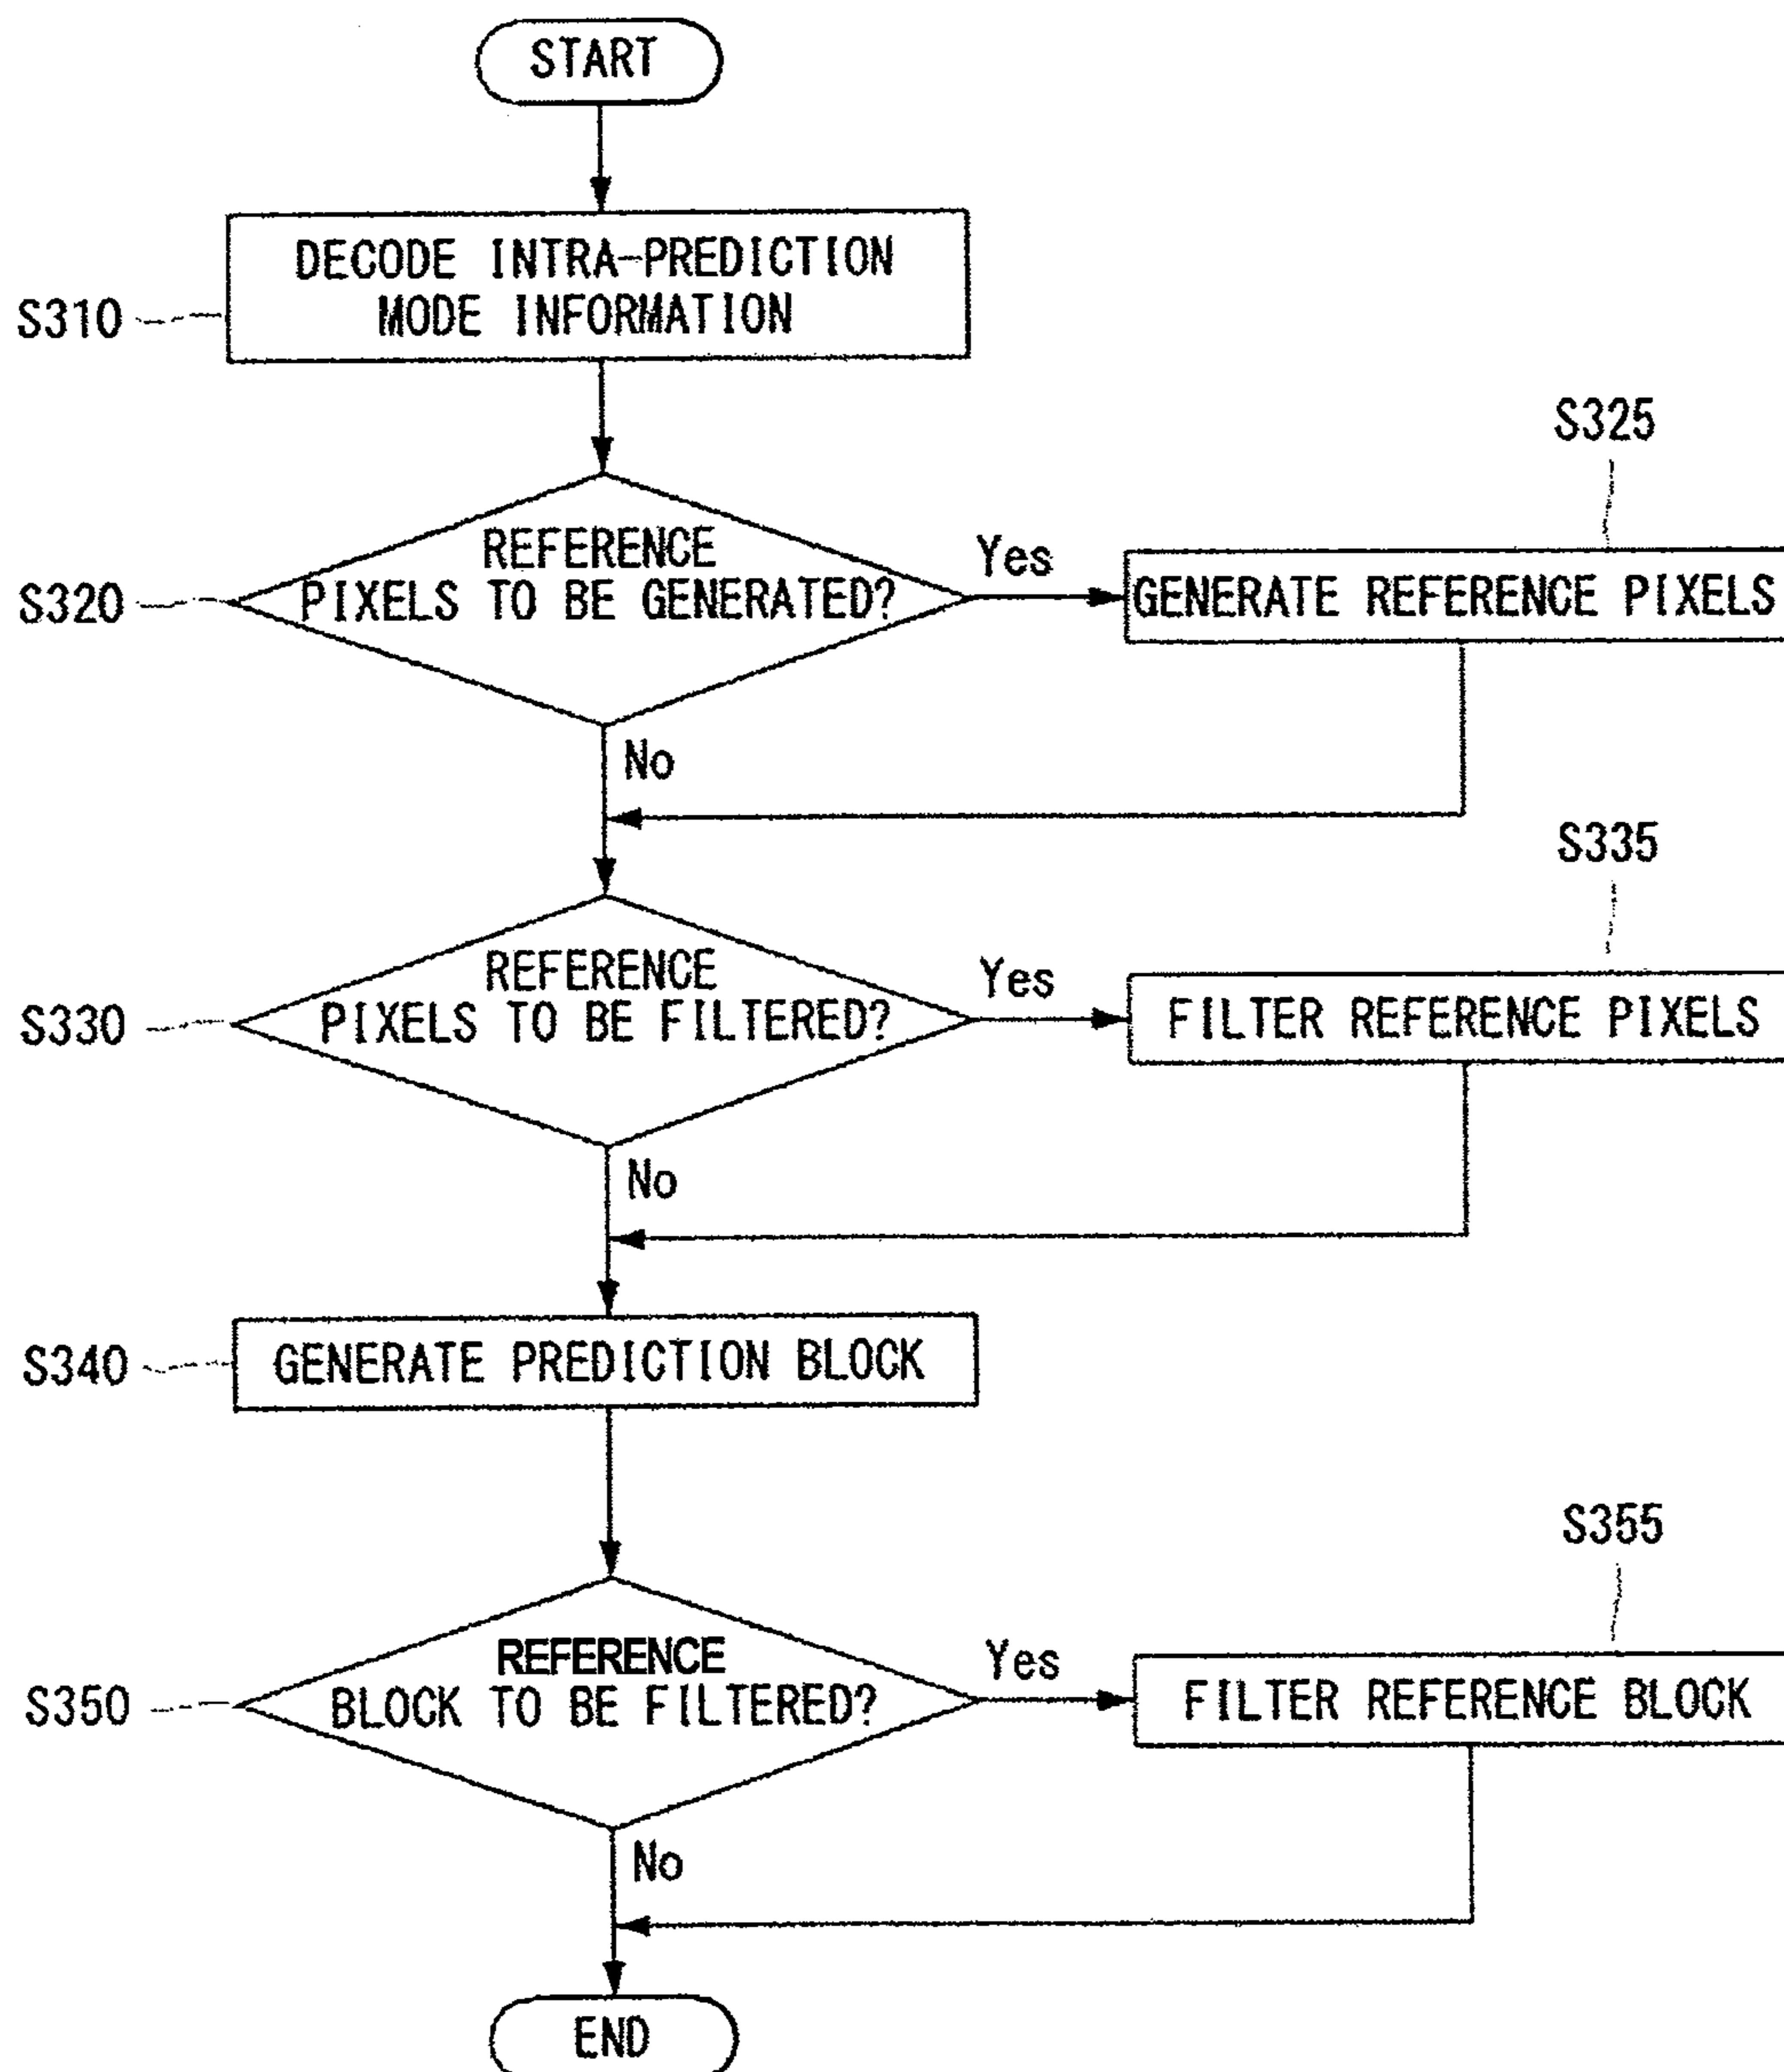 START
DECODE INTRA-PREDICTION
MODE INFORMATION
S310
S325
REFERENCE
PIXELS TO BE GENERATED?
S320
Yes
GENERATE REFERENCE PIXELS
No
S335
REFERENCE
PIXELS TO BE FILTERED?
S330
Yes
FILTER REFERENCE PIXELS
No
S340
GENERATE PREDICTION BLOCK
S355
REFERENCE
BLOCK TO BE FILTERED?
S350
Yes
FILTER REFERENCE BLOCK
No
END